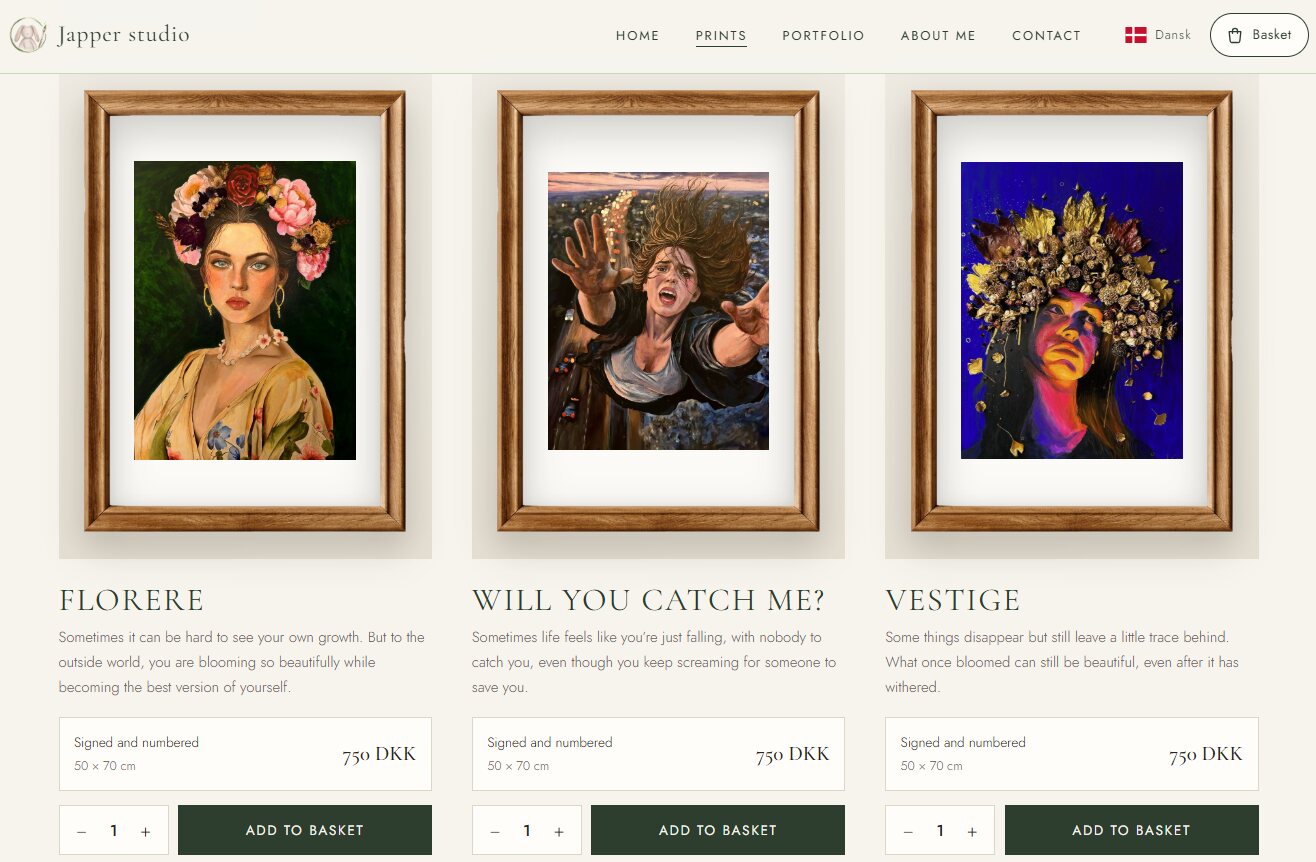 Japper studio
HOME
PRINTS
PORTFOLIO
ABOUT ME
CONTACT
Dansk
Basket
FLORERE
Sometimes it can be hard to see your own growth. But to the
outside world, you are blooming so beautifully while
becoming the best version of yourself.
Signed and numbered
50 × 70 cm
750 DKK
− 1 +
ADD TO BASKET
WILL YOU CATCH ME?
Sometimes life feels like you're just falling, with nobody to
catch you, even though you keep screaming for someone to
save you.
Signed and numbered
50 × 70 cm
750 DKK
− 1 +
ADD TO BASKET
VESTIGE
Some things disappear but still leave a little trace behind.
What once bloomed can still be beautiful, even after it has
withered.
Signed and numbered
50 × 70 cm
750 DKK
− 1 +
ADD TO BASKET